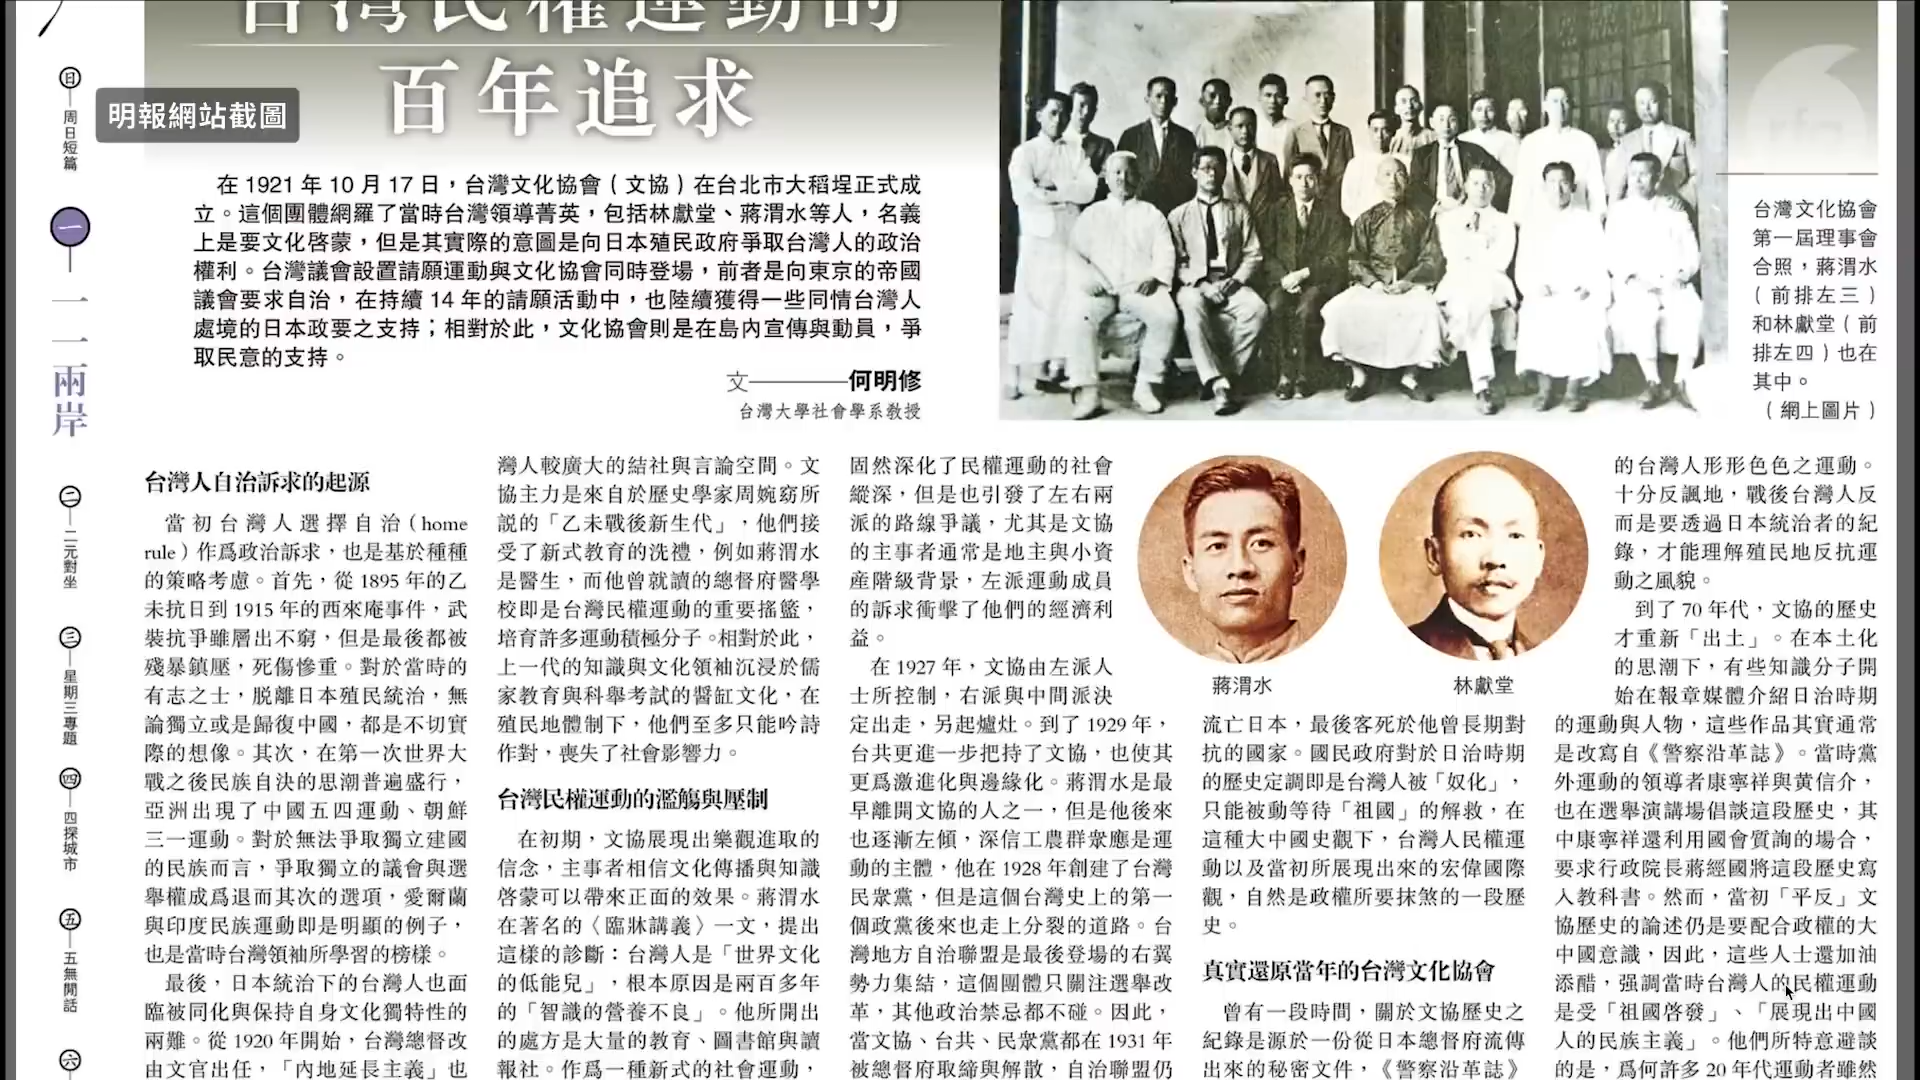 台灣民權運動的
百年追求
明報網站截圖
日
周日短篇
一
一一兩岸
二
二元對坐
三
星期三專題
四
四探城市
五
五無閒話
六
在 1921 年 10 月 17 日，台灣文化協會（文協）在台北市大稻埕正式成
立。這個團體網羅了當時台灣領導菁英，包括林獻堂、蔣渭水等人，名義
上是要文化啓蒙，但是其實際的意圖是向日本殖民政府爭取台灣人的政治
權利。台灣議會設置請願運動與文化協會同時登場，前者是向東京的帝國
議會要求自治，在持續 14 年的請願活動中，也陸續獲得一些同情台灣人
處境的日本政要之支持；相對於此，文化協會則是在島內宣傳與動員，爭
取民意的支持。
文————何明修
台灣大學社會學系教授
台灣文化協會
第一屆理事會
合照，蔣渭水
（前排左三）
和林獻堂（前
排左四）也在
其中。
（網上圖片）
台灣人自治訴求的起源
當初台灣人選擇自治（home
rule）作爲政治訴求，也是基於種種
的策略考慮。首先，從 1895 年的乙
未抗日到 1915 年的西來庵事件，武
裝抗爭雖層出不窮，但是最後都被
殘暴鎮壓，死傷慘重。對於當時的
有志之士，脱離日本殖民統治，無
論獨立或是歸復中國，都是不切實
際的想像。其次，在第一次世界大
戰之後民族自決的思潮普遍盛行，
亞洲出現了中國五四運動、朝鮮
三一運動。對於無法爭取獨立建國
的民族而言，爭取獨立的議會與選
舉權成爲退而其次的選項，愛爾蘭
與印度民族運動即是明顯的例子，
也是當時台灣領袖所學習的榜樣。
最後，日本統治下的台灣人也面
臨被同化與保持自身文化獨特性的
兩難。從 1920 年開始，台灣總督改
由文官出任，「內地延長主義」也
灣人較廣大的結社與言論空間。文
協主力是來自於歷史學家周婉窈所
説的「乙未戰後新生代」，他們接
受了新式教育的洗禮，例如蔣渭水
是醫生，而他曾就讀的總督府醫學
校即是台灣民權運動的重要搖籃，
培育許多運動積極分子。相對於此，
上一代的知識與文化領袖沉浸於儒
家教育與科舉考試的醬缸文化，在
殖民地體制下，他們至多只能吟詩
作對，喪失了社會影響力。
台灣民權運動的濫觴與壓制
在初期，文協展現出樂觀進取的
信念，主事者相信文化傳播與知識
啓蒙可以帶來正面的效果。蔣渭水
在著名的〈臨牀講義〉一文，提出
這樣的診斷：台灣人是「世界文化
的低能兒」，根本原因是兩百多年
的「智識的營養不良」。他所開出
的處方是大量的教育、圖書館與讀
報社。作爲一種新式的社會運動，
固然深化了民權運動的社會
縱深，但是也引發了左右兩
派的路線爭議，尤其是文協
的主事者通常是地主與小資
産階級背景，左派運動成員
的訴求衝擊了他們的經濟利
益。
在 1927 年，文協由左派人
士所控制，右派與中間派決
定出走，另起爐灶。到了 1929 年，
台共更進一步把持了文協，也使其
更爲激進化與邊緣化。蔣渭水是最
早離開文協的人之一，但是他後來
也逐漸左傾，深信工農群衆應是運
動的主體，他在 1928 年創建了台灣
民衆黨，但是這個台灣史上的第一
個政黨後來也走上分裂的道路。台
灣地方自治聯盟是最後登場的右翼
勢力集結，這個團體只關注選舉改
革，其他政治禁忌都不碰。因此，
當文協、台共、民衆黨都在 1931 年
被總督府取締與解散，自治聯盟仍
蔣渭水
林獻堂
流亡日本，最後客死於他曾長期對
抗的國家。國民政府對於日治時期
的歷史定調即是台灣人被「奴化」，
只能被動等待「祖國」的解救，在
這種大中國史觀下，台灣人民權運
動以及當初所展現出來的宏偉國際
觀，自然是政權所要抹煞的一段歷
史。
真實還原當年的台灣文化協會
曾有一段時間，關於文協歷史之
紀錄是源於一份從日本總督府流傳
出來的秘密文件，《警察沿革誌》
的台灣人形形色色之運動。
十分反諷地，戰後台灣人反
而是要透過日本統治者的紀
錄，才能理解殖民地反抗運
動之風貌。
到了 70 年代，文協的歷史
才重新「出土」。在本土化
的思潮下，有些知識分子開
始在報章媒體介紹日治時期
的運動與人物，這些作品其實通常
是改寫自《警察沿革誌》。當時黨
外運動的領導者康寧祥與黄信介，
也在選舉演講場倡談這段歷史，其
中康寧祥還利用國會質詢的場合，
要求行政院長蔣經國將這段歷史寫
入教科書。然而，當初「平反」文
協歷史的論述仍是要配合政權的大
中國意識，因此，這些人士還加油
添醋，强調當時台灣人的民權運動
是受「祖國啓發」、「展現出中國
人的民族主義」。他們所特意避談
的是，爲何許多 20 年代運動者雖然